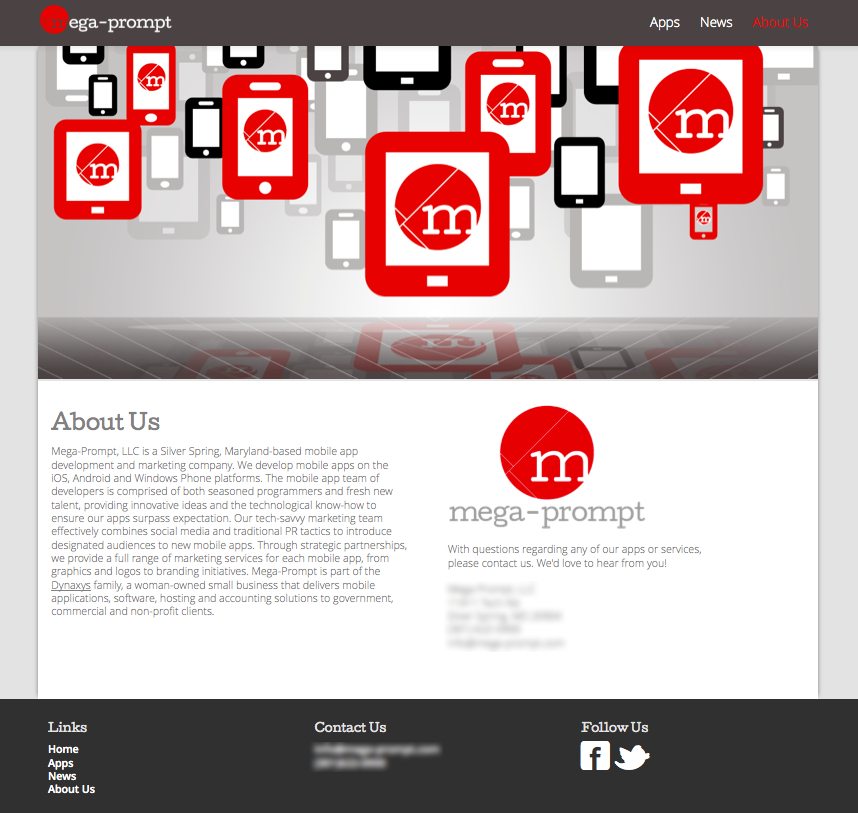 mega-prompt
Apps News About Us
m
m
m
m
m
m
m
About Us
Mega-Prompt, LLC is a Silver Spring, Maryland-based mobile app
development and marketing company. We develop mobile apps on the
iOS, Android and Windows Phone platforms. The mobile app team of
developers is comprised of both seasoned programmers and fresh new
talent, providing innovative ideas and the technological know-how to
ensure our apps surpass expectation. Our tech-savvy marketing team
effectively combines social media and traditional PR tactics to introduce
designated audiences to new mobile apps. Through strategic partnerships,
we provide a full range of marketing services for each mobile app, from
graphics and logos to branding initiatives. Mega-Prompt is part of the
Dynaxys family, a woman-owned small business that delivers mobile
applications, software, hosting and accounting solutions to government,
commercial and non-profit clients.
m
mega-prompt
With questions regarding any of our apps or services,
please contact us. We'd love to hear from you!
Links
Home
Apps
News
About Us
Contact Us
Follow Us
f